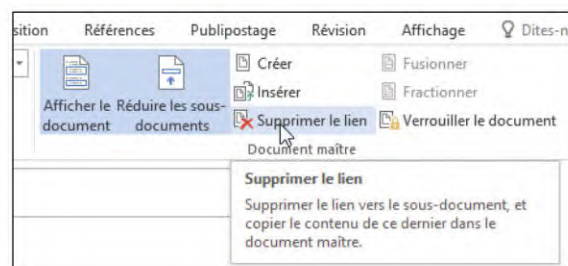 sition Références Publipostage Révision Affichage Dites-n
Créer Fusionner
Insérer Fractionner
Afficher le document Réduire les sous-documents
Supprimer le lien Verrouiller le document
Document maître
Supprimer le lien
Supprimer le lien vers le sous-document, et
copier le contenu de ce dernier dans le
document maître.